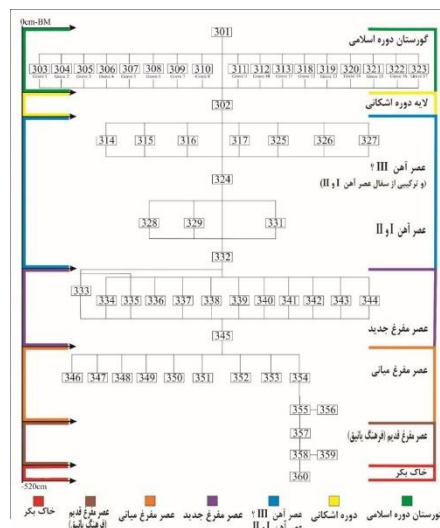 0cm-BM
301
گورستان دوره اسلامی
303 304 305 306 307 308 309 310 311 312 313 318 319 320 321 322 323
لایه دوره اشکانی
302
314 315 316 317 325 326 327
عصر آهن III ؟
(و ترکیبی از سفال عصر آهن I و II)
324
328 329 331
عصر آهن I و II
332
333 334 335 336 337 338 339 340 341 342 343 344
عصر مفرغ جدید
345
عصر مفرغ میانی
346 347 348 349 350 351 352 353 354
355 356
عصر مفرغ قدیم (فرهنگ یانیق)
357
358 359
خاک بکر
360
-520cm
گورستان دوره اسلامی
دوره اشکانی
عصر آهن III ؟
عصر آهن I و II
عصر مفرغ جدید
عصر مفرغ میانی
عصر مفرغ قدیم
(فرهنگ یانیق)
خاک بکر